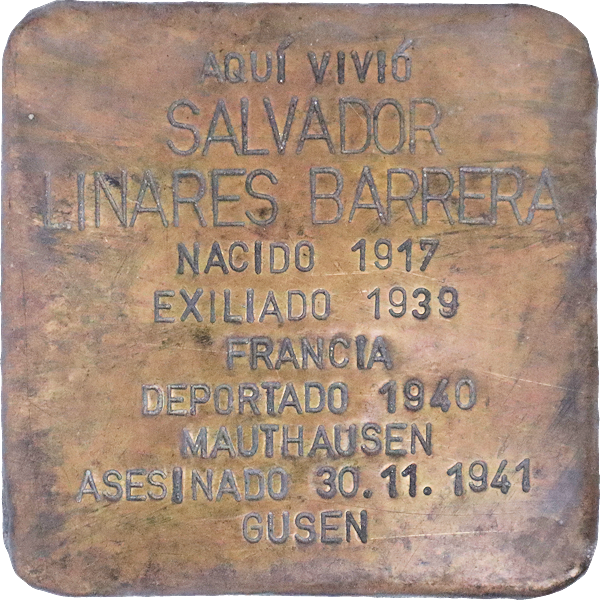 AQUÍ VIVIÓ
SALVADOR
LINARES BARRERA
NACIDO 1917
EXILIADO 1939
FRANCIA
DEPORTADO 1940
MAUTHAUSEN
ASESINADO 30.11.1941
GUSEN